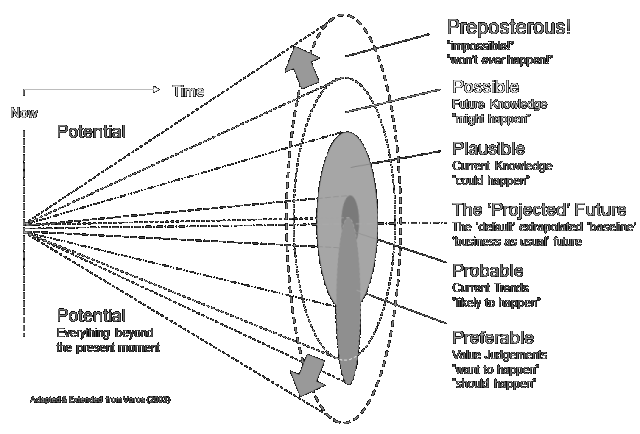 Preposterous!
"impossible!"
"won't ever happen!"
Time
Possible
Future Knowledge
"might happen"
Now
Potential
Plausible
Current Knowledge
"could happen"
The 'Projected' Future
The 'default' extrapolated 'baseline'
'business as usual' future
Probable
Current Trends
"likely to happen"
Potential
Everything beyond
the present moment
Preferable
Value Judgements
"want to happen"
"should happen"
Adapted & Extended from Voros (2003)